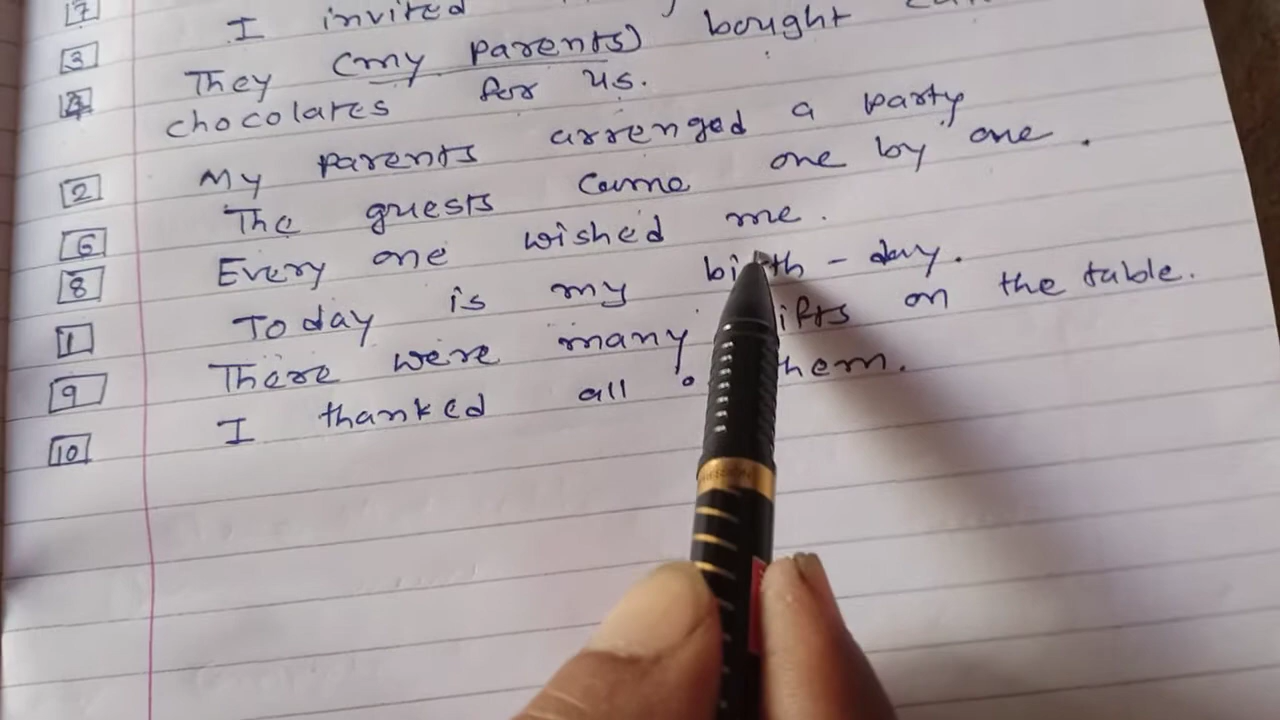 7 I invited
3 They (my parents) bought
4 chocolates for us.
My parents arrenged a party
2 The guests came one by one.
6 Every one wished me.
8 Today is my birth-day.
1 There were many gifts on the table.
9 I thanked all of them.
10